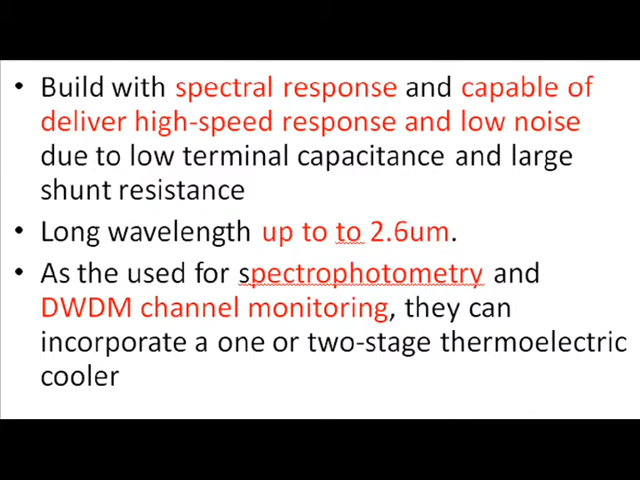 • Build with spectral response and capable of
deliver high-speed response and low noise
due to low terminal capacitance and large
shunt resistance
• Long wavelength up to to 2.6um.
• As the used for spectrophotometry and
DWDM channel monitoring, they can
incorporate a one or two-stage thermoelectric
cooler